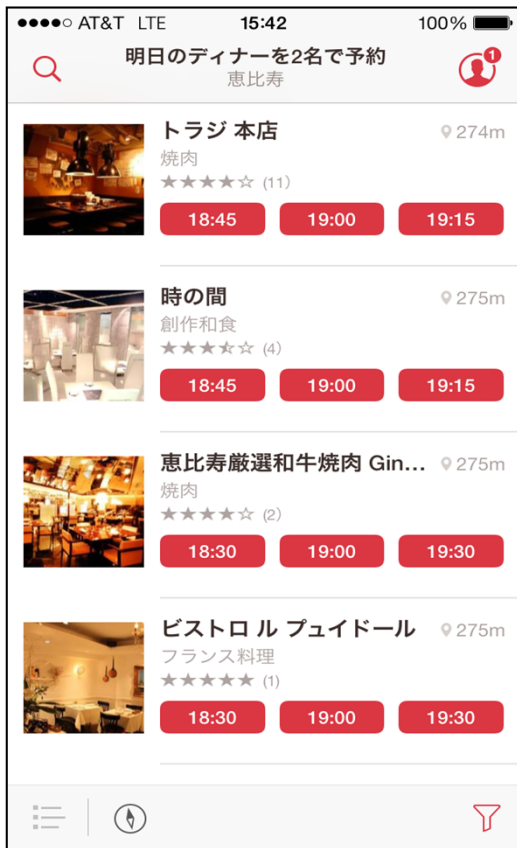 AT&T LTE 15:42 100%
明日のディナーを2名で予約
1
恵比寿
トラジ 本店 274m
焼肉
★★★★☆ (11)
18:45 19:00 19:15
時の間 275m
創作和食
★★★⯪☆ (4)
18:45 19:00 19:15
恵比寿厳選和牛焼肉 Gin... 275m
焼肉
★★★★☆ (2)
18:30 19:00 19:30
ビストロ ル プュイドール 275m
フランス料理
★★★★★ (1)
18:30 19:00 19:30